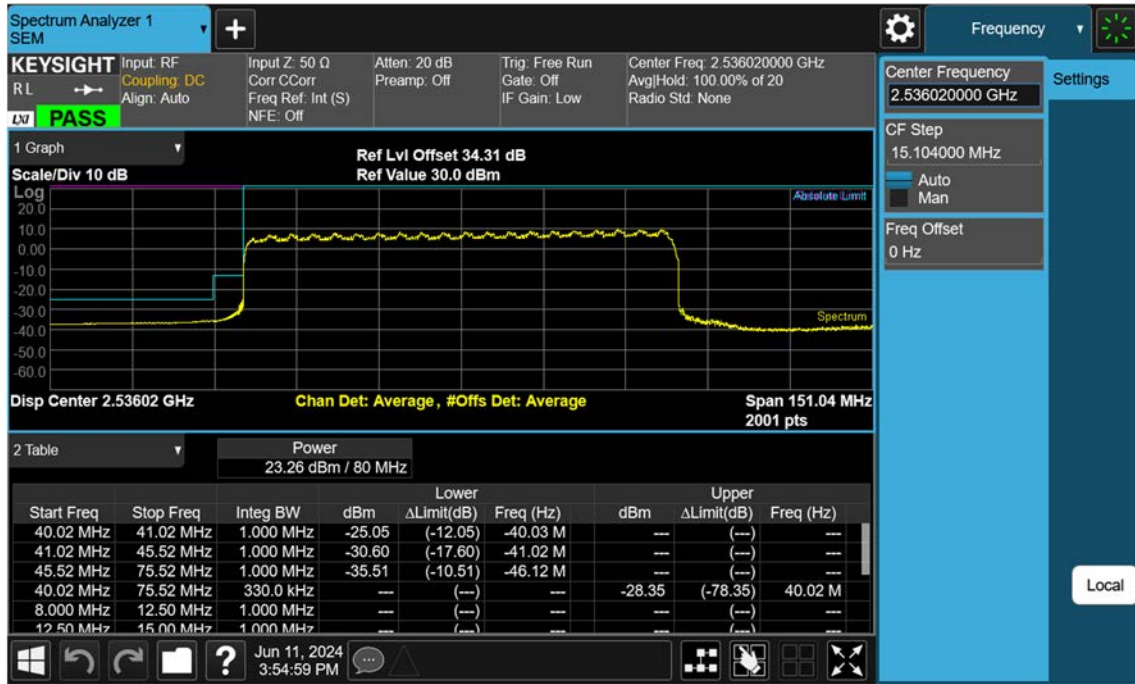 Spectrum Analyzer 1
SEM
Frequency
KEYSIGHT
RL
LXI PASS
Input: RF
Coupling: DC
Align: Auto
Input Z: 50 Ω
Corr CCorr
Freq Ref: Int (S)
NFE: Off
Atten: 20 dB
Preamp: Off
Trig: Free Run
Gate: Off
IF Gain: Low
Center Freq: 2.536020000 GHz
Avg|Hold: 100.00% of 20
Radio Std: None
Center Frequency
2.536020000 GHz
Settings
CF Step
15.104000 MHz
Auto
Man
Freq Offset
0 Hz
Local
1 Graph
Scale/Div 10 dB
Ref Lvl Offset 34.31 dB
Ref Value 30.0 dBm
Log
20.0
10.0
0.00
-10.0
-20.0
-30.0
-40.0
-50.0
-60.0
Absolute Limit
Spectrum
Disp Center 2.53602 GHz
Chan Det: Average, #Offs Det: Average
Span 151.04 MHz
2001 pts
2 Table
Power
23.26 dBm / 80 MHz
Lower Upper
Start Freq Stop Freq Integ BW dBm ΔLimit(dB) Freq (Hz) dBm ΔLimit(dB) Freq (Hz)
40.02 MHz 41.02 MHz 1.000 MHz -25.05 (-12.05) -40.03 M --- (---) ---
41.02 MHz 45.52 MHz 1.000 MHz -30.60 (-17.60) -41.02 M --- (---) ---
45.52 MHz 75.52 MHz 1.000 MHz -35.51 (-10.51) -46.12 M --- (---) ---
40.02 MHz 75.52 MHz 330.0 kHz --- (---) --- -28.35 (-78.35) 40.02 M
8.000 MHz 12.50 MHz 1.000 MHz --- (---) --- --- (---) ---
12.50 MHz 15.00 MHz 1.000 MHz --- (---) --- --- (---) ---
Jun 11, 2024
3:54:59 PM